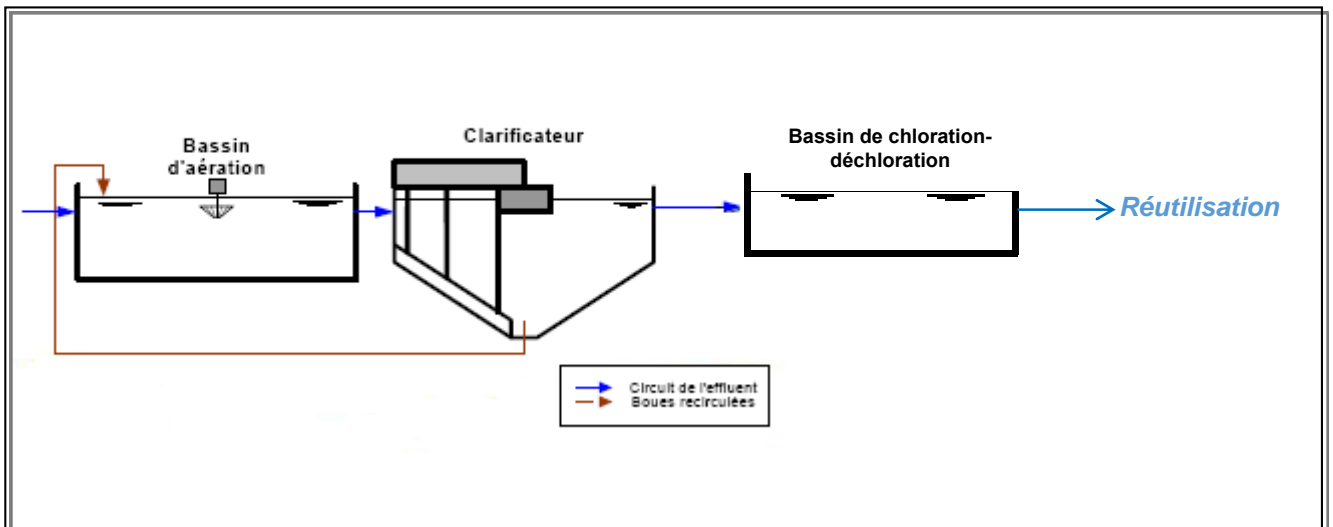 Bassin
d'aération
Clarificateur
Bassin de chloration-
déchloration
Réutilisation
Circuit de l'effluent
Boues recirculées